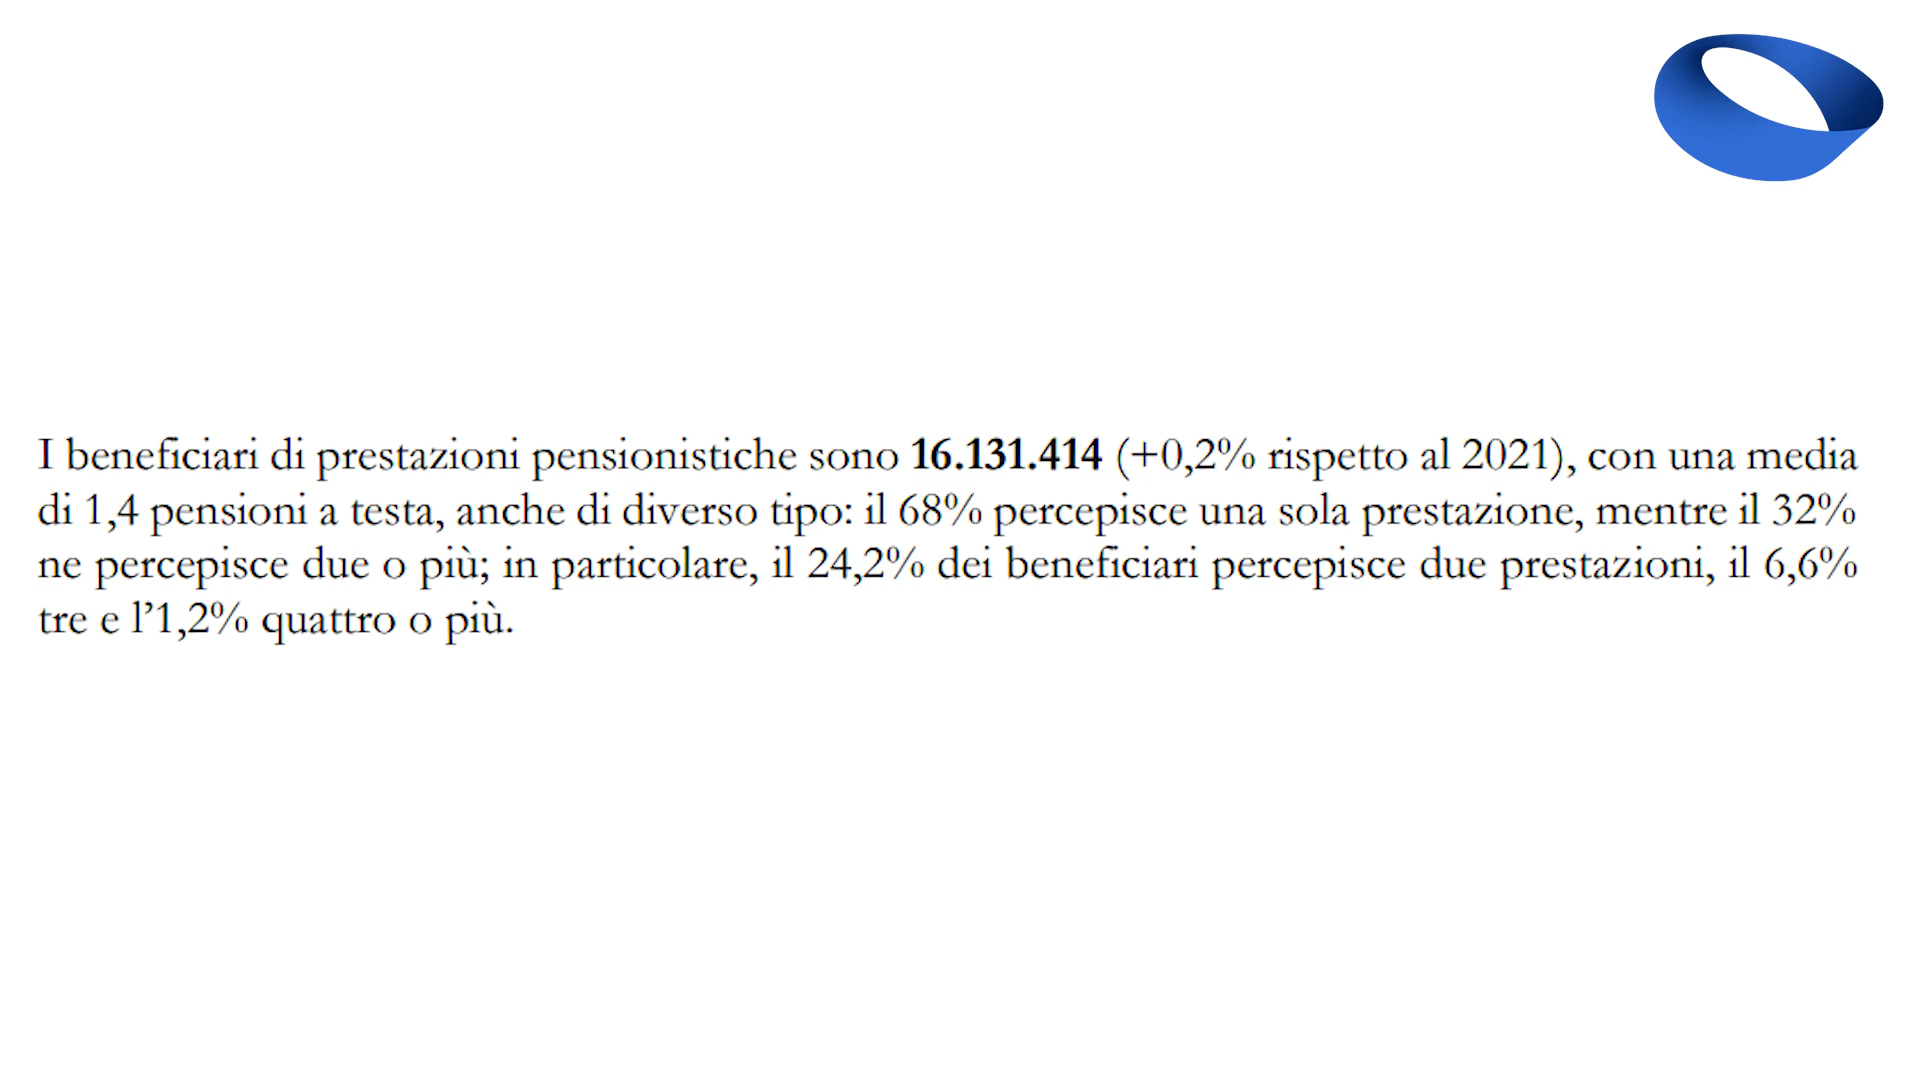 I beneficiari di prestazioni pensionistiche sono 16.131.414 (+0,2% rispetto al 2021), con una media
di 1,4 pensioni a testa, anche di diverso tipo: il 68% percepisce una sola prestazione, mentre il 32%
ne percepisce due o più; in particolare, il 24,2% dei beneficiari percepisce due prestazioni, il 6,6%
tre e l’1,2% quattro o più.